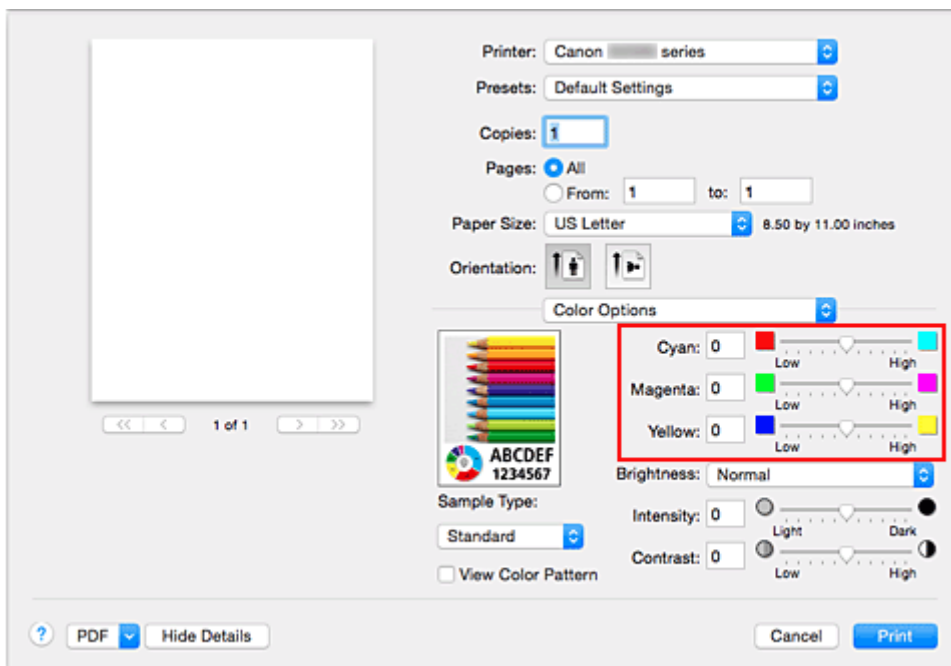 Printer: Canon series
Presets: Default Settings
Copies: 1
Pages: All
From: 1 to: 1
Paper Size: US Letter 8.50 by 11.00 inches
Orientation:
Color Options
Cyan: 0
Low High
Magenta: 0
Low High
Yellow: 0
Low High
1 of 1
ABCDEF
1234567
Sample Type:
Standard
View Color Pattern
Brightness: Normal
Intensity: 0
Light Dark
Contrast: 0
Low High
? PDF Hide Details Cancel Print